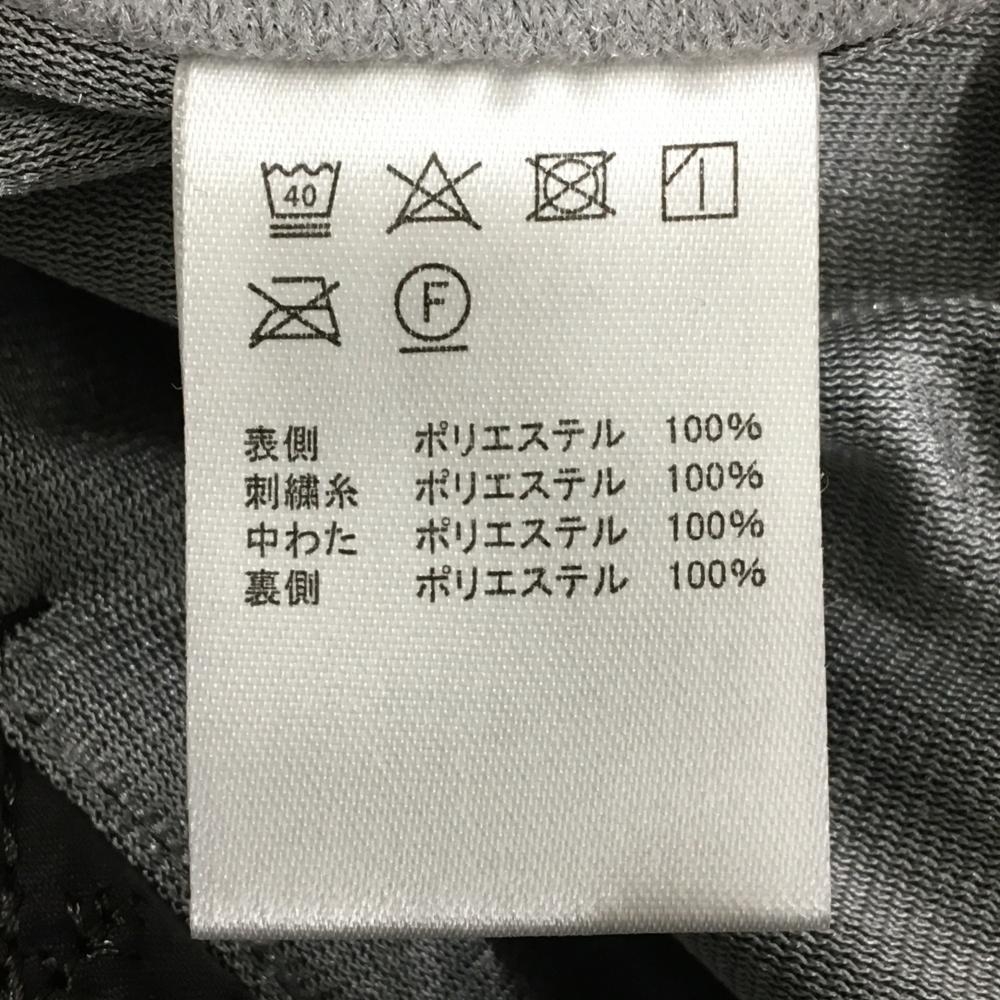 40
F
表側 ポリエステル 100%
刺繍糸 ポリエステル 100%
中わた ポリエステル 100%
裏側 ポリエステル 100%